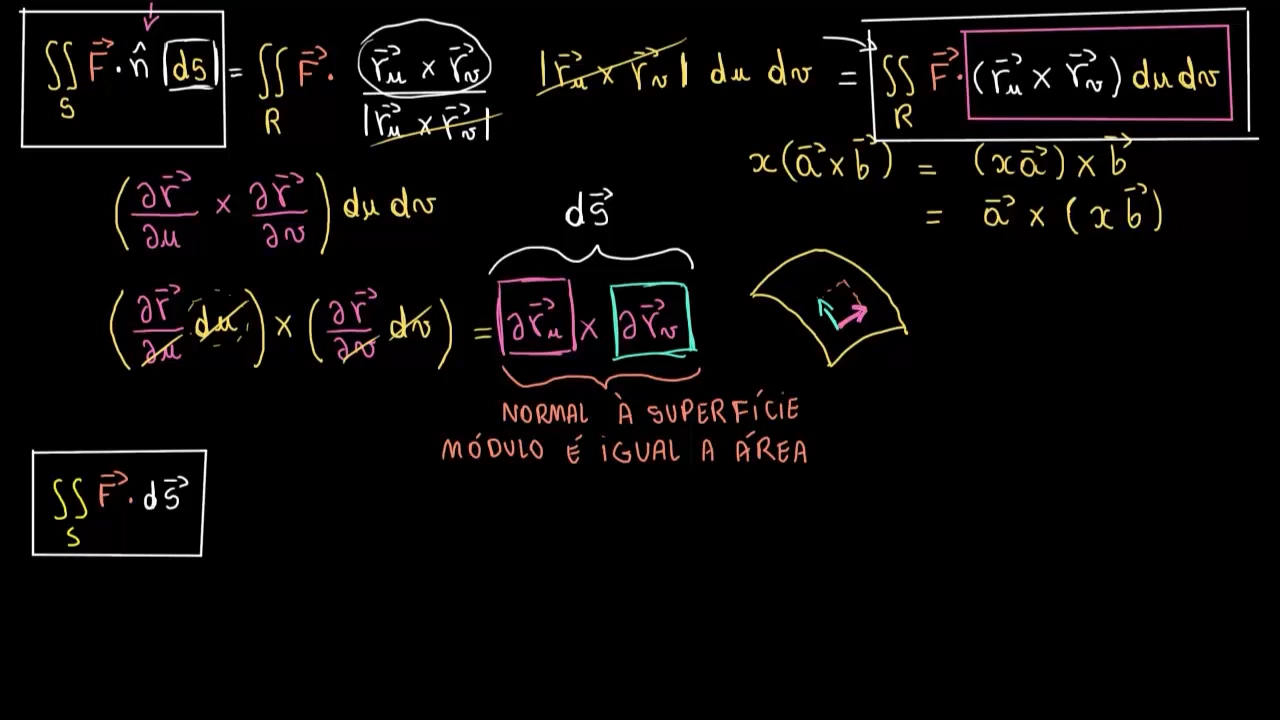 ∬_S F⃗ · n̂ ds = ∬_R F⃗ · (r⃗_u × r⃗_v)/|r⃗_u × r⃗_v| |r⃗_u × r⃗_v| du dv = ∬_R F⃗ · (r⃗_u × r⃗_v) du dv
x(a⃗ × b⃗) = (xa⃗) × b⃗
= a⃗ × (x b⃗)
(∂r⃗/∂u × ∂r⃗/∂v) du dv
ds⃗
(∂r⃗/∂u du) × (∂r⃗/∂v dv) = ∂r⃗_u × ∂r⃗_v
NORMAL À SUPERFÍCIE
MÓDULO É IGUAL A ÁREA
∬_S F⃗ · ds⃗